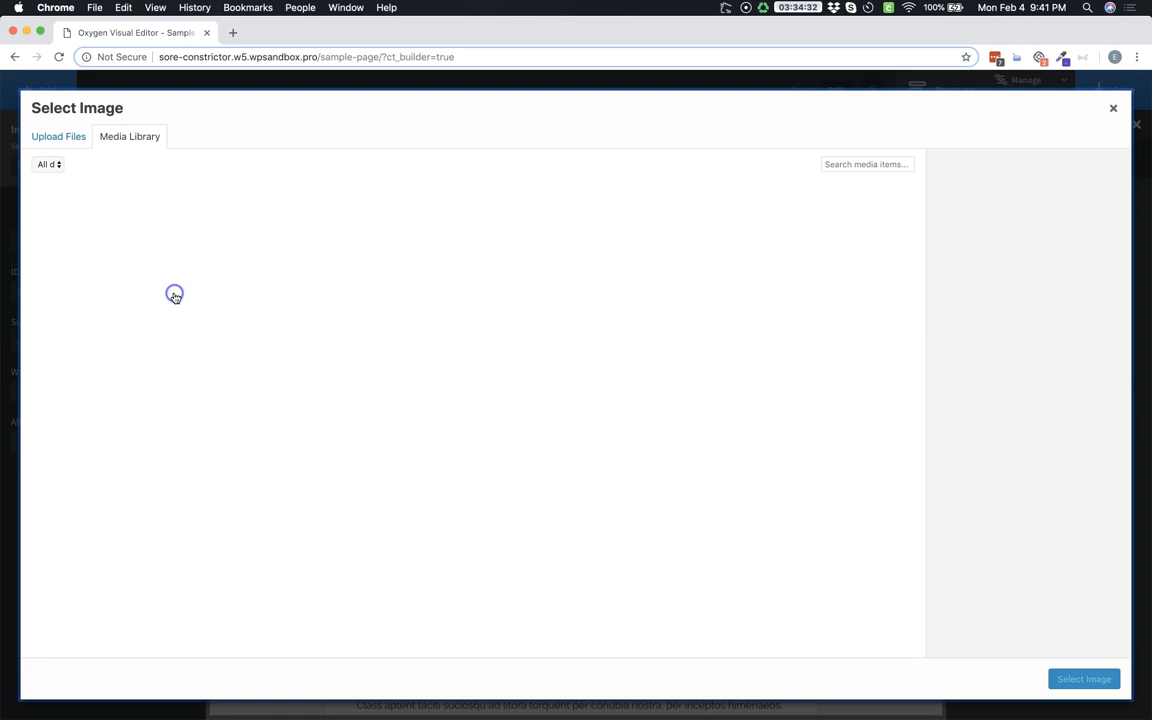 Chrome File Edit View History Bookmarks People Window Help 03:34:32 100% Mon Feb 4 9:41 PM
Oxygen Visual Editor - Sample
Not Secure sore-constrictor.w5.wpsandbox.pro/sample-page/?ct_builder=true
Manage
Select Image
Upload Files Media Library
All d Search media items...
Select Image
Class aptent taciti sociosqu ad litora torquent per conubia nostra, per inceptos himenaeos.